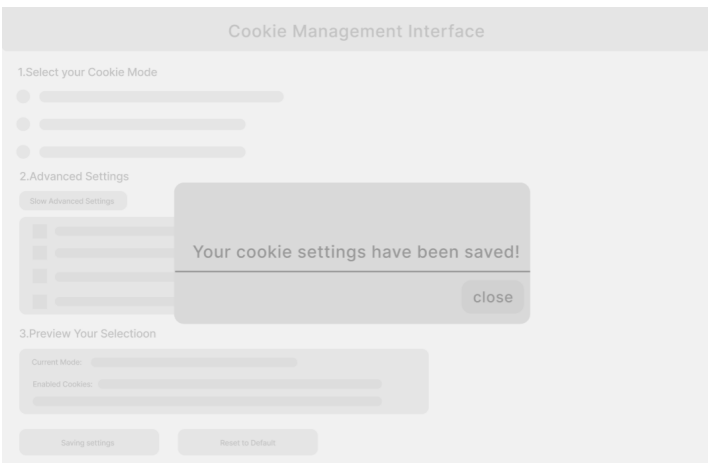 Cookie Management Interface
1.Select your Cookie Mode
2.Advanced Settings
Slow Advanced Settings
Your cookie settings have been saved!
close
3.Preview Your Selectioon
Current Mode:
Enabled Cookies:
Saving settings
Reset to Default